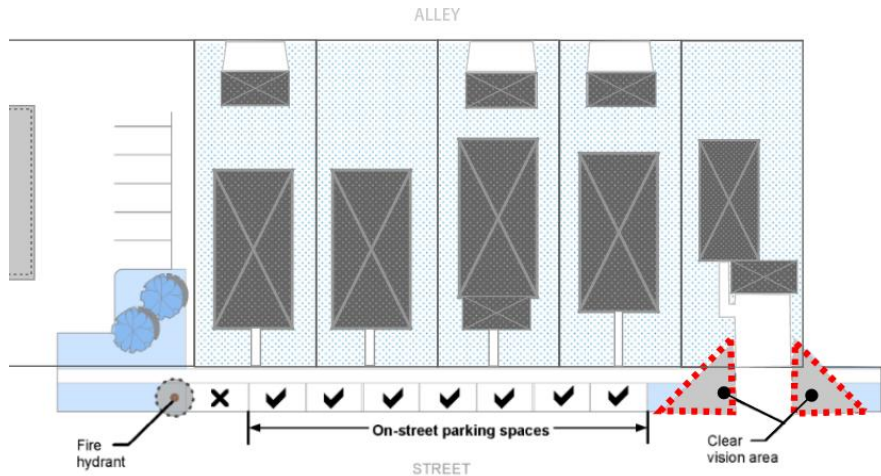 ALLEY
On-street parking spaces
Fire
hydrant
Clear
vision area
STREET